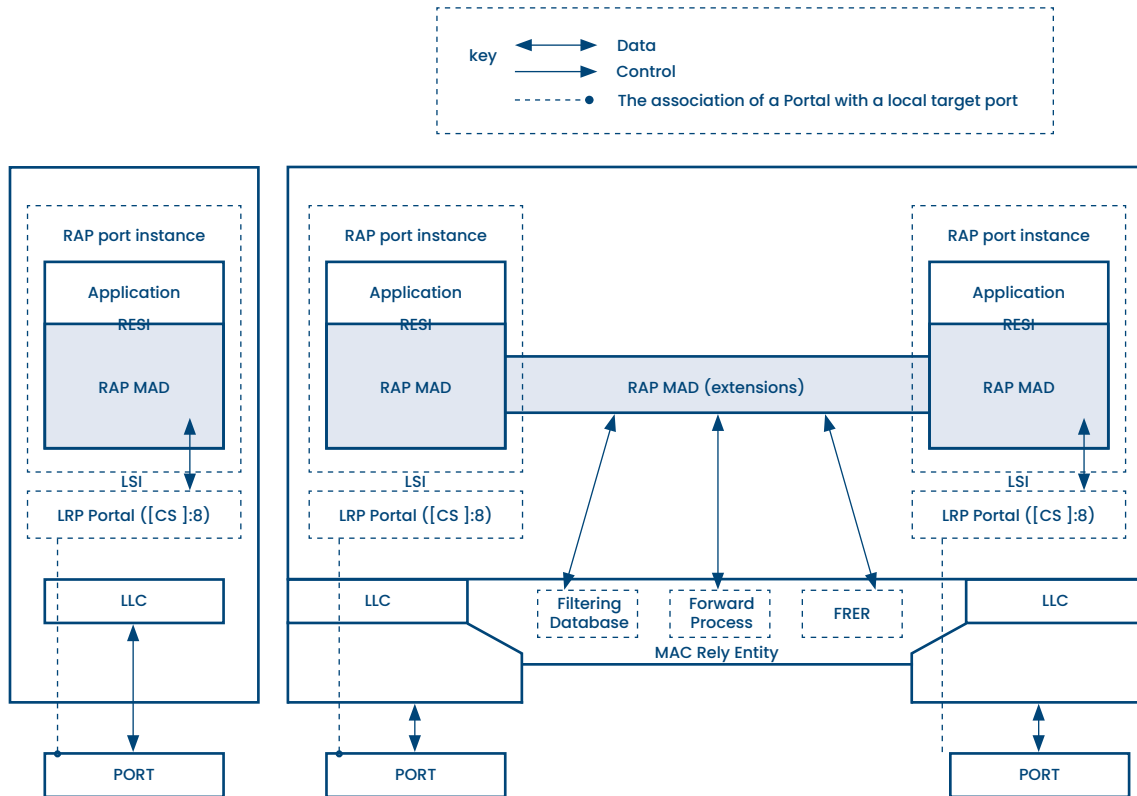 key
Data
Control
The association of a Portal with a local target port
RAP port instance
Application
RESI
RAP MAD
LSI
LRP Portal ([CS ]:8)
LLC
PORT
RAP port instance
Application
RESI
RAP MAD
LSI
LRP Portal ([CS ]:8)
LLC
PORT
RAP MAD (extensions)
Filtering
Database
Forward
Process
FRER
MAC Rely Entity
RAP port instance
Application
RESI
RAP MAD
LSI
LRP Portal ([CS ]:8)
LLC
PORT